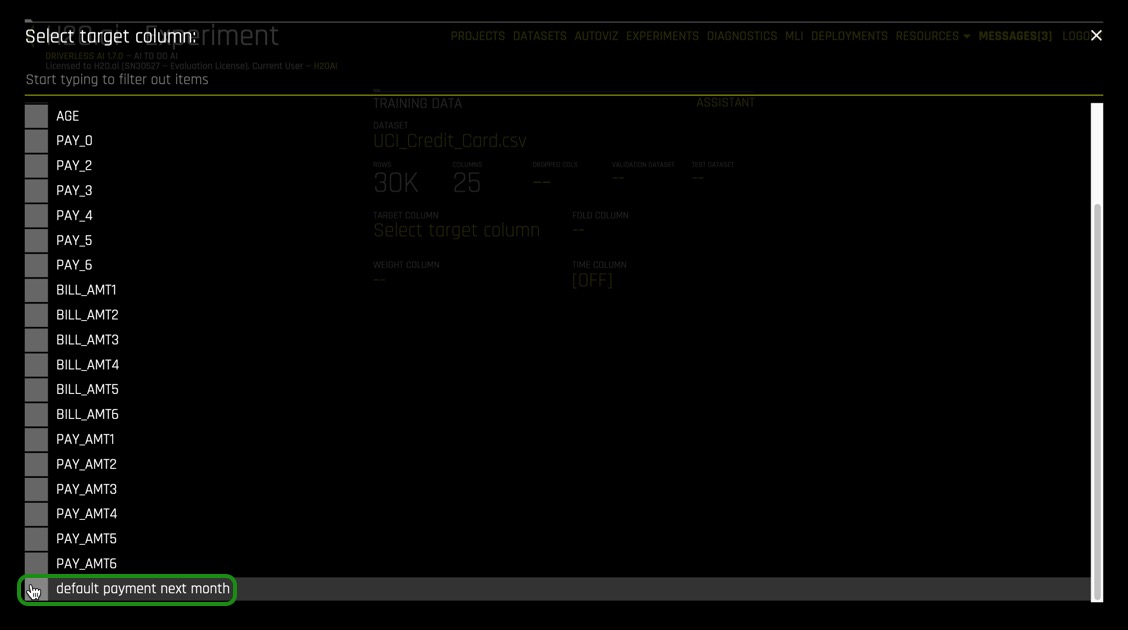 Select target column:
Experiment
PROJECTS DATASETS AUTOVIZ EXPERIMENTS DIAGNOSTICS MLI DEPLOYMENTS RESOURCES MESSAGES[3] LOGO
DRIVERLESS AI 1.7.0 – AI TO DO AI
Licensed to H2O.ai (SN30527 – Evaluation License), Current User – H2OAI
Start typing to filter out items
TRAINING DATA
ASSISTANT
DATASET
UCI_Credit_Card.csv
ROWS COLUMNS DROPPED COLS VALIDATION DATASET TEST DATASET
30K 25 -- -- --
TARGET COLUMN FOLD COLUMN
Select target column --
WEIGHT COLUMN TIME COLUMN
-- [OFF]
AGE
PAY_0
PAY_2
PAY_3
PAY_4
PAY_5
PAY_6
BILL_AMT1
BILL_AMT2
BILL_AMT3
BILL_AMT4
BILL_AMT5
BILL_AMT6
PAY_AMT1
PAY_AMT2
PAY_AMT3
PAY_AMT4
PAY_AMT5
PAY_AMT6
default payment next month